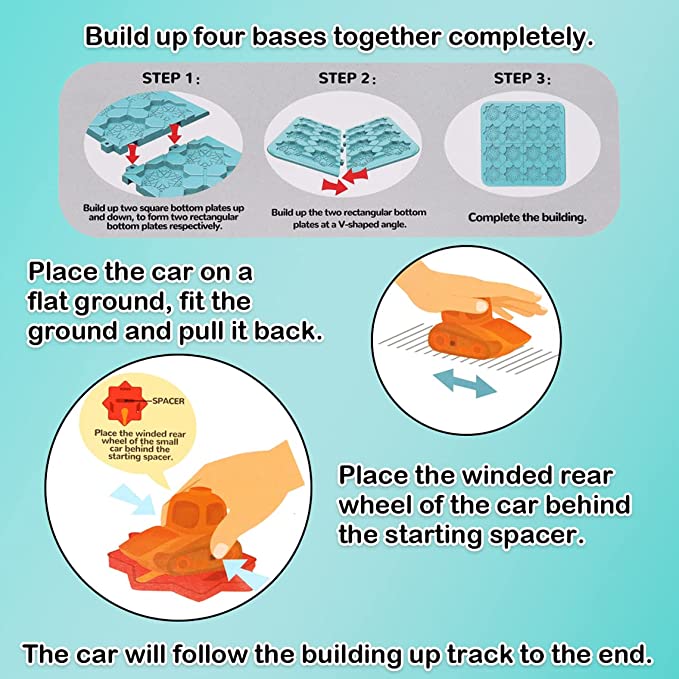 Build up four bases together completely.
STEP 1:
Build up two square bottom plates up
and down, to form two rectangular
bottom plates respectively.
STEP 2:
Build up the two rectangular bottom
plates at a V-shaped angle.
STEP 3:
Complete the building.
Place the car on a
flat ground, fit the
ground and pull it back.
SPACER
Place the winded rear
wheel of the small
car behind the
starting spacer.
Place the winded rear
wheel of the car behind
the starting spacer.
The car will follow the building up track to the end.